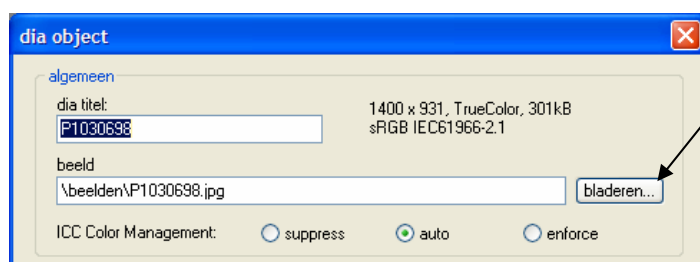 dia object
algemeen
dia titel:
P1030698
1400 x 931, TrueColor, 301kB
sRGB IEC61966-2.1
beeld
\beelden\P1030698.jpg
bladeren...
ICC Color Management:
suppress
auto
enforce